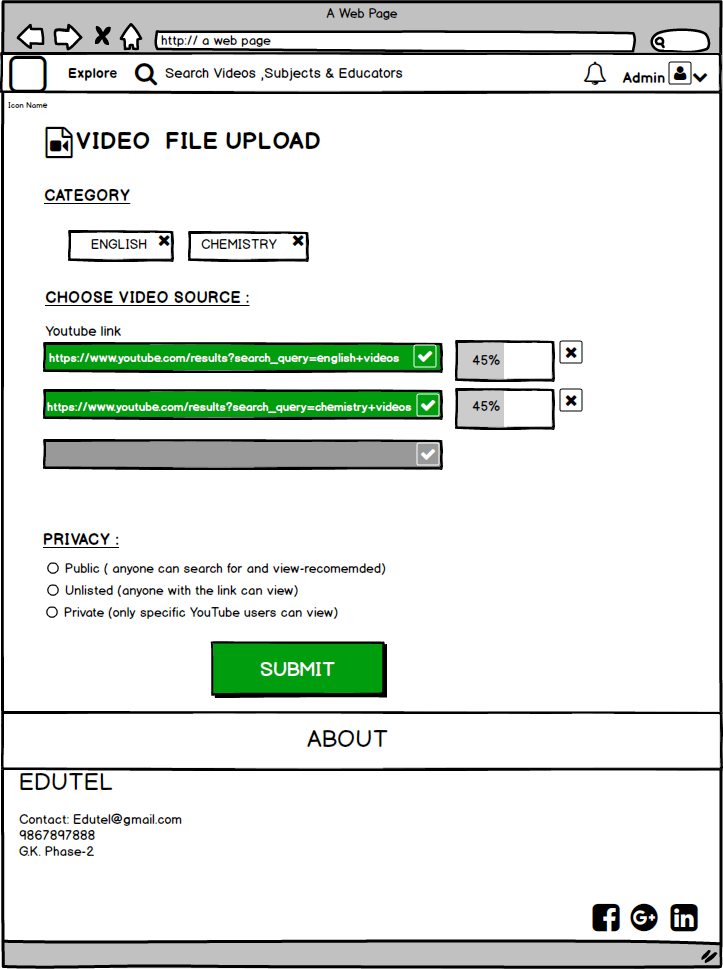 A Web Page
http:// a web page
Explore
Search Videos ,Subjects & Educators
Admin
Icon Name
VIDEO FILE UPLOAD
CATEGORY
ENGLISH
CHEMISTRY
CHOOSE VIDEO SOURCE :
Youtube link
https://www.youtube.com/results?search_query=english+videos
45%
https://www.youtube.com/results?search_query=chemistry+videos
45%
PRIVACY :
Public ( anyone can search for and view-recomemded)
Unlisted (anyone with the link can view)
Private (only specific YouTube users can view)
SUBMIT
ABOUT
EDUTEL
Contact: Edutel@gmail.com
9867897888
G.K. Phase-2
f G+ in